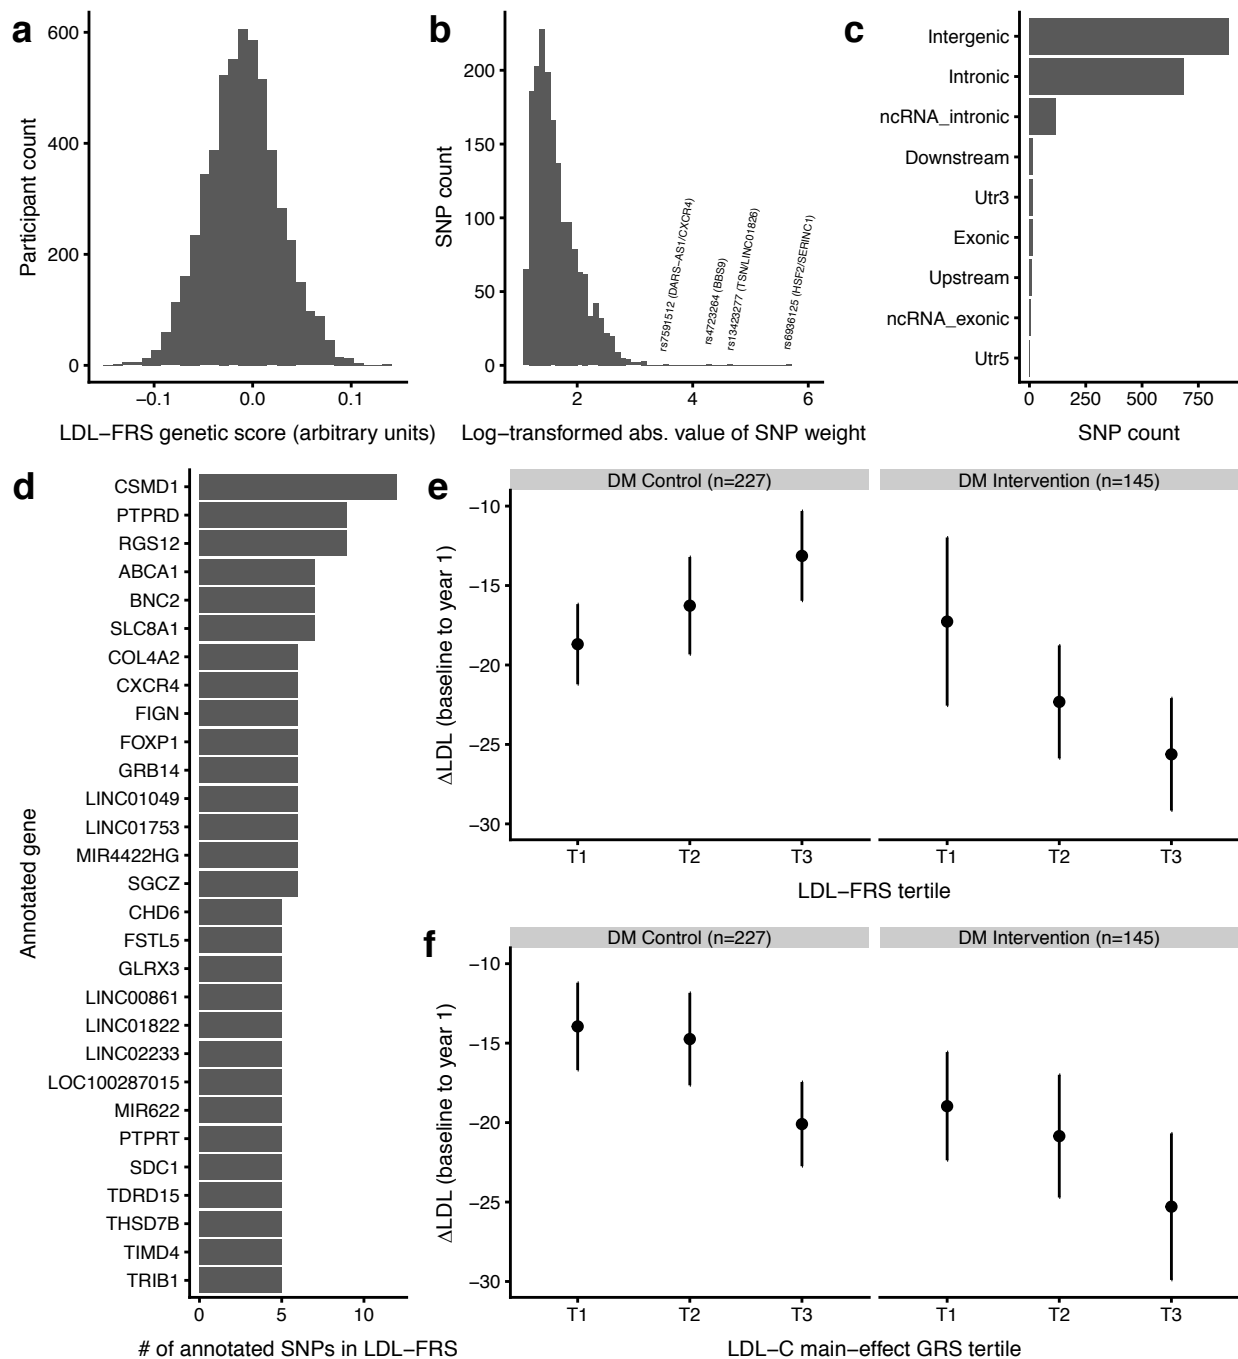 a
600
400
200
0
Participant count
−0.1
0.0
0.1
LDL−FRS genetic score (arbitrary units)
b
200
150
100
50
0
SNP count
rs7591512 (DARS−AS1/CXCR4)
rs4723264 (BBS9)
rs13423277 (TSN/LINC01826)
rs6936125 (HSF2/SERINC1)
2
4
6
Log−transformed abs. value of SNP weight
c
Intergenic
Intronic
ncRNA_intronic
Downstream
Utr3
Exonic
Upstream
ncRNA_exonic
Utr5
0
250
500
750
SNP count
d
Annotated gene
CSMD1
PTPRD
RGS12
ABCA1
BNC2
SLC8A1
COL4A2
CXCR4
FIGN
FOXP1
GRB14
LINC01049
LINC01753
MIR4422HG
SGCZ
CHD6
FSTL5
GLRX3
LINC00861
LINC01822
LINC02233
LOC100287015
MIR622
PTPRT
SDC1
TDRD15
THSD7B
TIMD4
TRIB1
0
5
10
# of annotated SNPs in LDL−FRS
e
DM Control (n=227)
DM Intervention (n=145)
−10
−15
−20
−25
−30
ΔLDL (baseline to year 1)
T1
T2
T3
T1
T2
T3
LDL−FRS tertile
f
DM Control (n=227)
DM Intervention (n=145)
−10
−15
−20
−25
−30
ΔLDL (baseline to year 1)
T1
T2
T3
T1
T2
T3
LDL−C main−effect GRS tertile